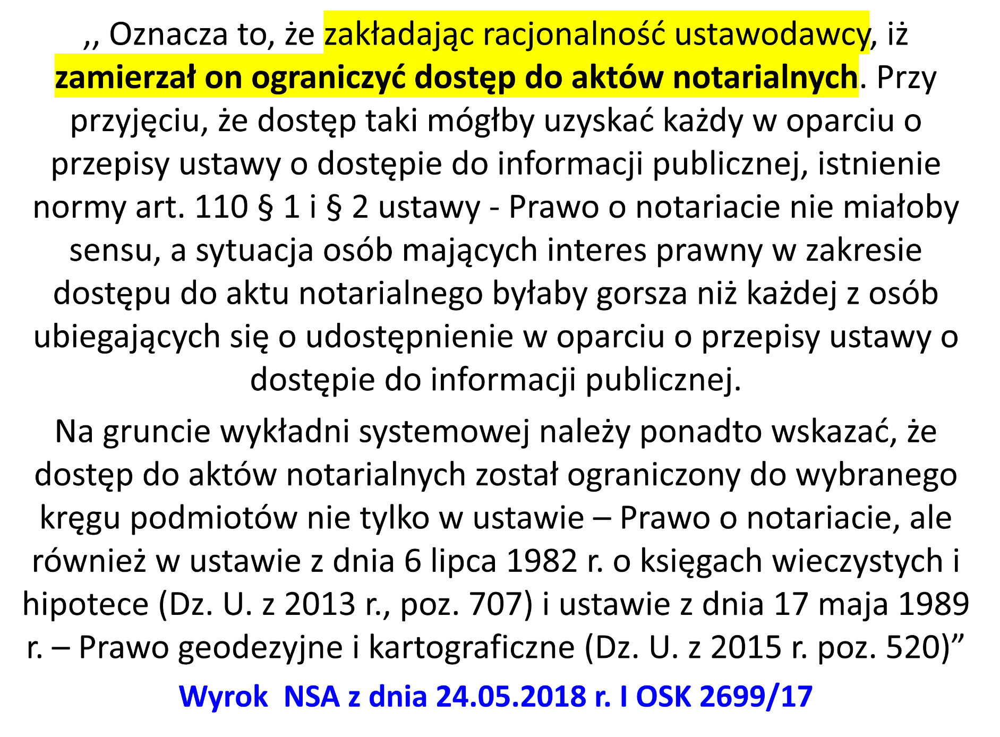 ,, Oznacza to, że zakładając racjonalność ustawodawcy, iż
zamierzał on ograniczyć dostęp do aktów notarialnych. Przy
przyjęciu, że dostęp taki mógłby uzyskać każdy w oparciu o
przepisy ustawy o dostępie do informacji publicznej, istnienie
normy art. 110 § 1 i § 2 ustawy - Prawo o notariacie nie miałoby
sensu, a sytuacja osób mających interes prawny w zakresie
dostępu do aktu notarialnego byłaby gorsza niż każdej z osób
ubiegających się o udostępnienie w oparciu o przepisy ustawy o
dostępie do informacji publicznej.
Na gruncie wykładni systemowej należy ponadto wskazać, że
dostęp do aktów notarialnych został ograniczony do wybranego
kręgu podmiotów nie tylko w ustawie – Prawo o notariacie, ale
również w ustawie z dnia 6 lipca 1982 r. o księgach wieczystych i
hipotece (Dz. U. z 2013 r., poz. 707) i ustawie z dnia 17 maja 1989
r. – Prawo geodezyjne i kartograficzne (Dz. U. z 2015 r. poz. 520)”
Wyrok  NSA z dnia 24.05.2018 r. I OSK 2699/17